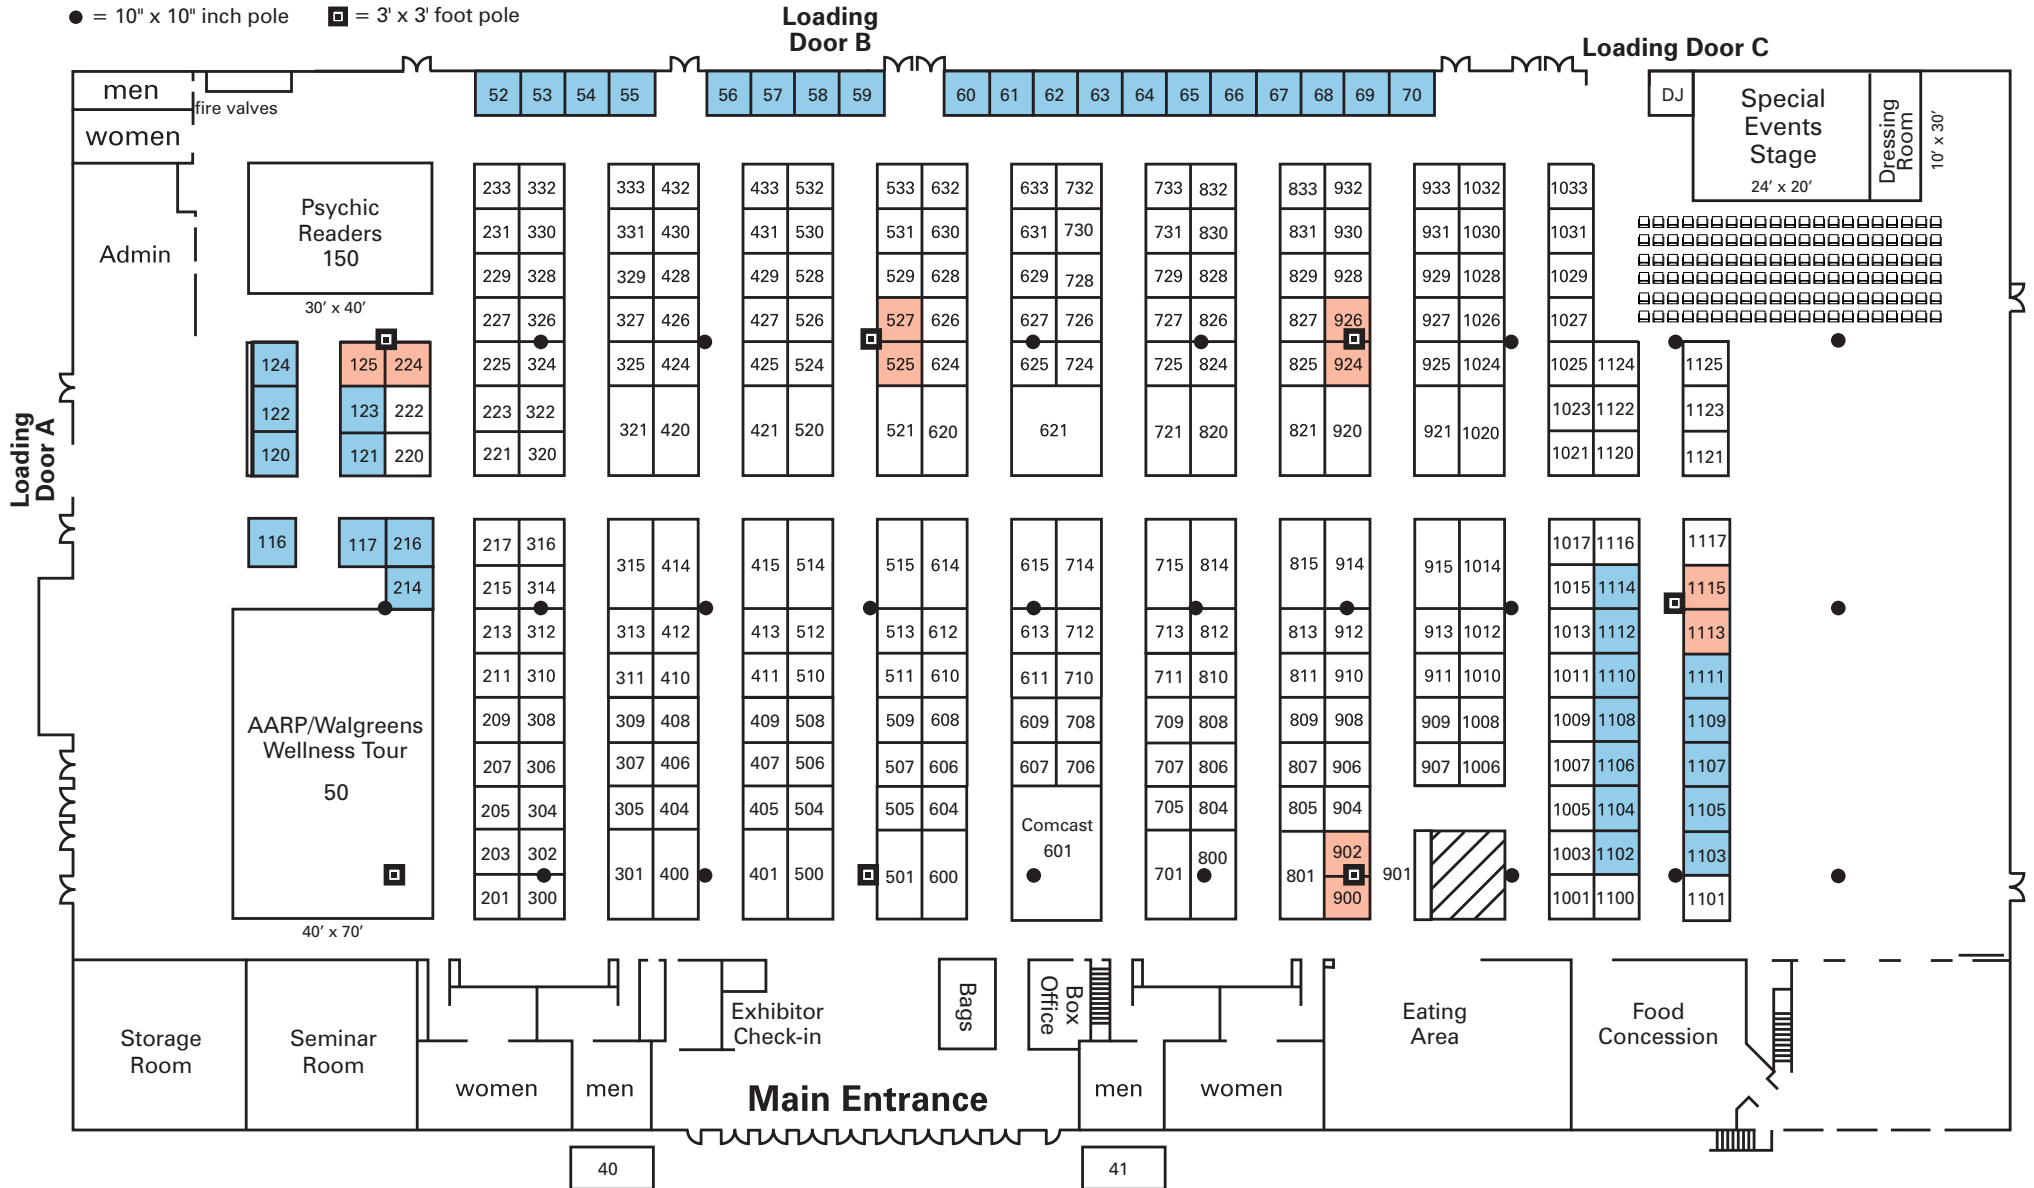 = 10" x 10" inch pole
= 3' x 3' foot pole
Loading
Door B
Loading Door C
men
fire valves
women
52 53 54 55 56 57 58 59 60 61 62 63 64 65 66 67 68 69 70
DJ
Special
Events
Stage
24' x 20'
Dressing
Room
10' x 30'
Admin
Psychic
Readers
150
30' x 40'
233 332 333 432 433 532 533 632 633 732 733 832 833 932 933 1032 1033
231 330 331 430 431 530 531 630 631 730 731 830 831 930 931 1030 1031
229 328 329 428 429 528 529 628 629 728 729 828 829 928 929 1028 1029
227 326 327 426 427 526 527 626 627 726 727 826 827 926 927 1026 1027
124 125 224 225 324 325 424 425 524 525 624 625 724 725 824 825 924 925 1024 1025 1124 1125
122 123 222 223 322 1023 1122 1123
321 420 421 520 521 620 621 721 820 821 920 921 1020
120 121 220 221 320 1021 1120 1121
Loading
Door A
116 117 216 217 316 1017 1116 1117
315 414 415 514 515 614 615 714 715 814 815 914 915 1014
214 215 314 1015 1114 1115
213 312 313 412 413 512 513 612 613 712 713 812 813 912 913 1012 1013 1112 1113
211 310 311 410 411 510 511 610 611 710 711 810 811 910 911 1010 1011 1110 1111
209 308 309 408 409 508 509 608 609 708 709 808 809 908 909 1008 1009 1108 1109
207 306 307 406 407 506 507 606 607 706 707 806 807 906 907 1006 1007 1106 1107
205 304 305 404 405 504 505 604 705 804 805 904 1005 1104 1105
203 302 800 902 1003 1102 1103
301 400 401 500 501 600 701 801 901
201 300 900 1001 1100 1101
AARP/Walgreens
Wellness Tour
50
40' x 70'
Comcast
601
Storage
Room
Seminar
Room
women
men
Exhibitor
Check-in
Bags
Box
Office
men
women
Eating
Area
Food
Concession
Main Entrance
40
41